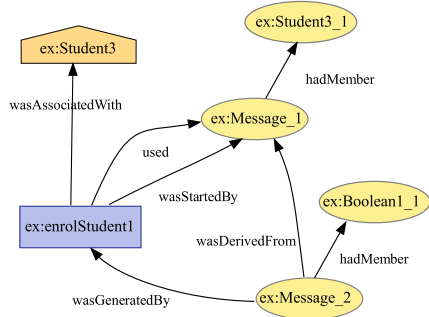 ex:Student3_1
ex:Student3
hadMember
wasAssociatedWith
ex:Message_1
used
wasStartedBy
ex:Boolean1_1
ex:enrolStudent1
wasDerivedFrom
hadMember
wasGeneratedBy
ex:Message_2